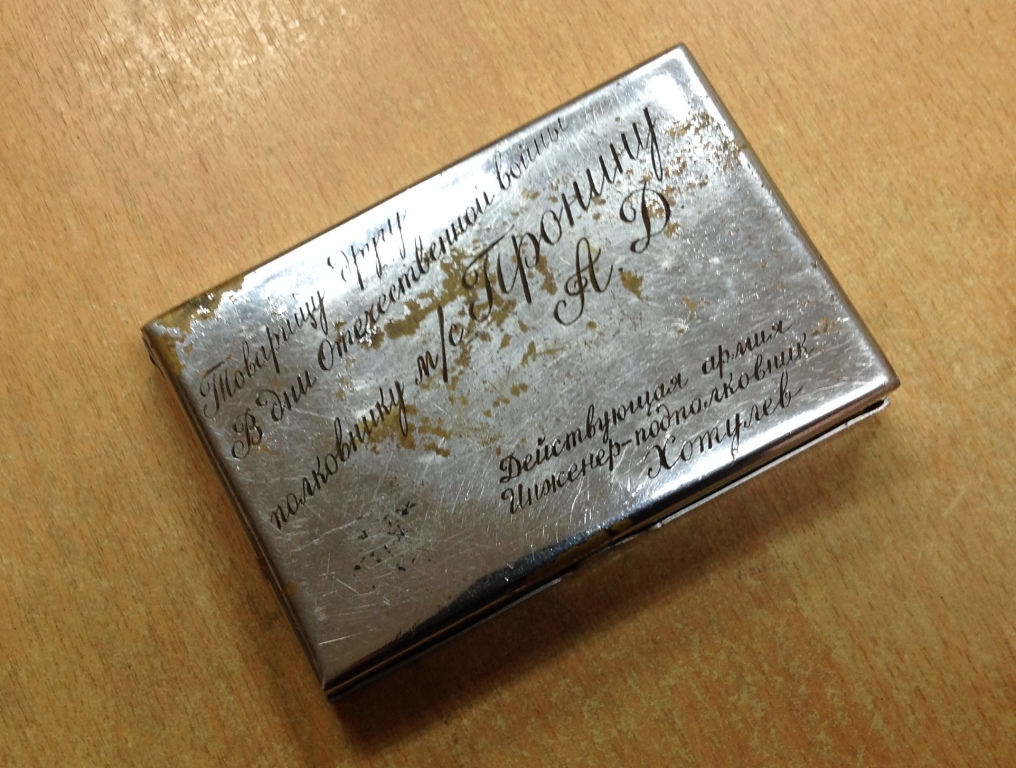 Товарищу другу
В дни Отечественной войны
полковнику м/с Пронину
А. Д
Действующая армия
Инженер-подполковник
Хотулев